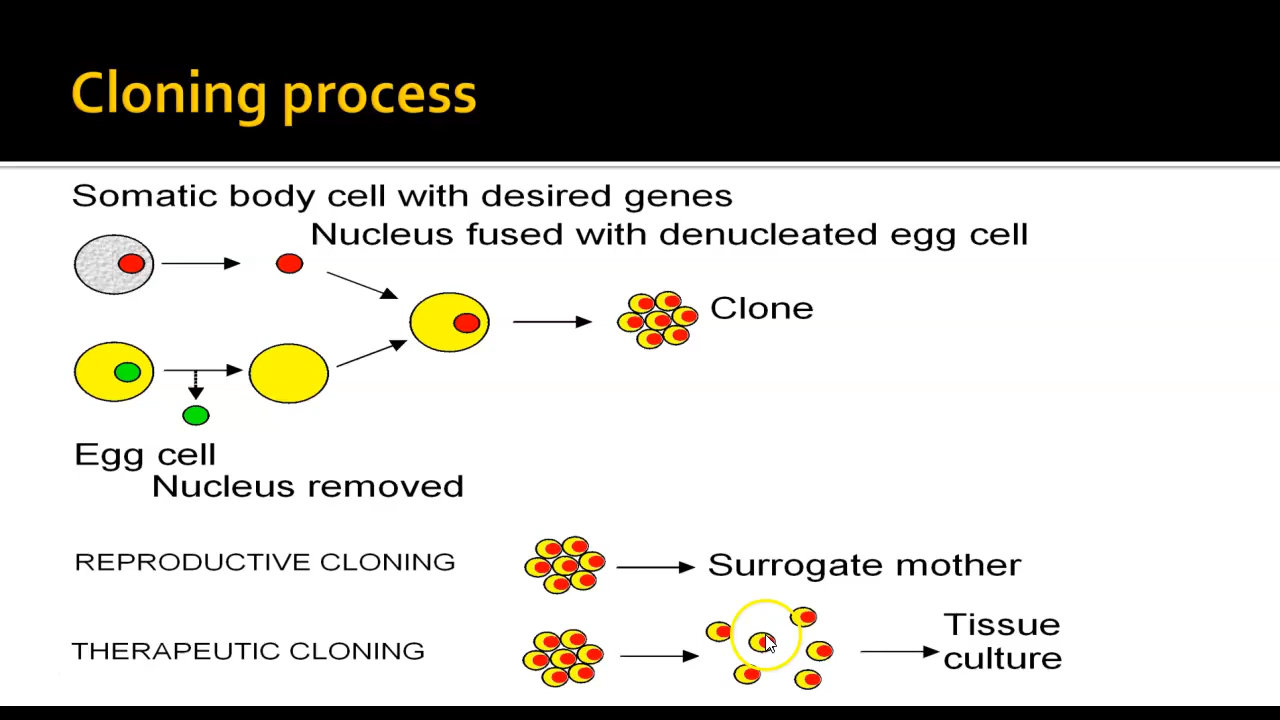 Cloning process
Somatic body cell with desired genes
Nucleus fused with denucleated egg cell
Clone
Egg cell
Nucleus removed
REPRODUCTIVE CLONING
Surrogate mother
THERAPEUTIC CLONING
Tissue
culture